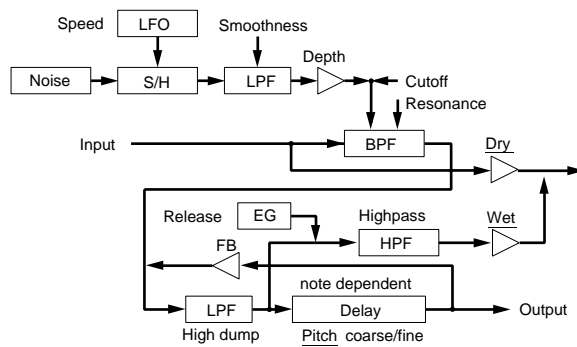 Speed
LFO
Smoothness
Noise
S/H
LPF
Depth
Cutoff
Resonance
Input
BPF
Dry
Release
EG
Highpass
HPF
Wet
FB
note dependent
LPF
Delay
Output
High dump
Pitch coarse/fine